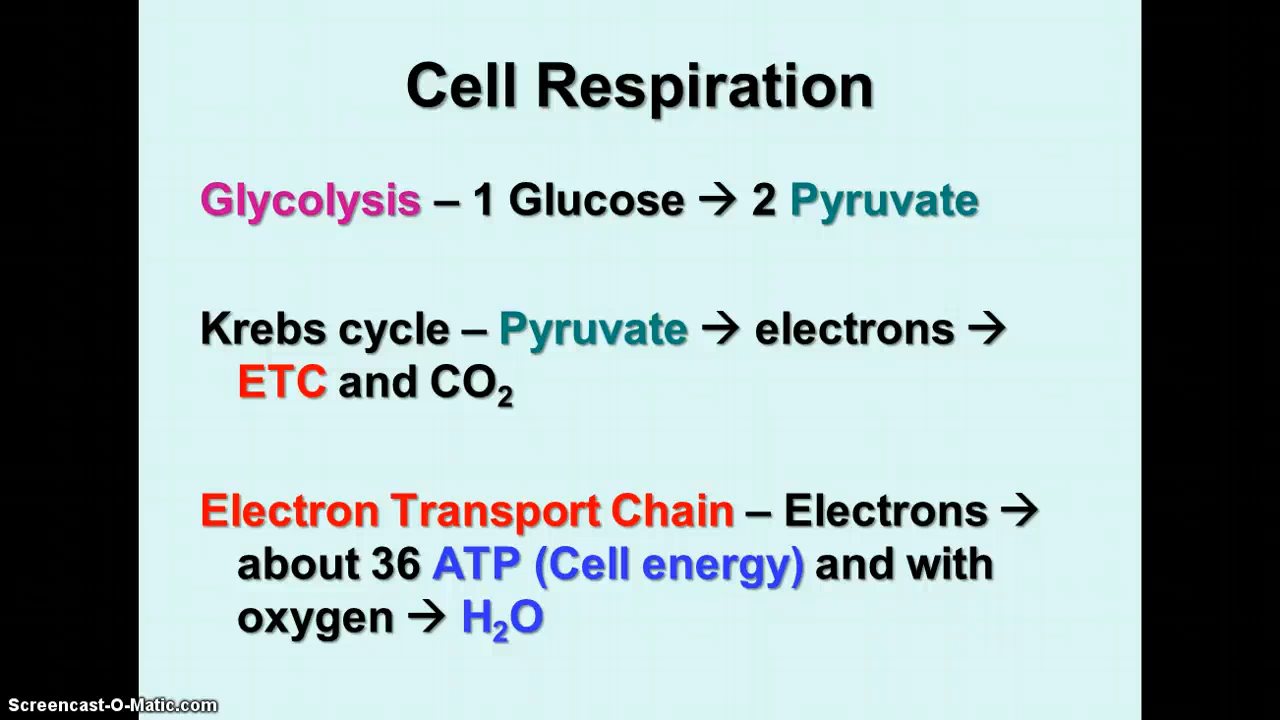 Cell Respiration
Glycolysis – 1 Glucose → 2 Pyruvate
Krebs cycle – Pyruvate → electrons →
ETC and CO₂
Electron Transport Chain – Electrons →
about 36 ATP (Cell energy) and with
oxygen → H₂O
Screencast-O-Matic.com